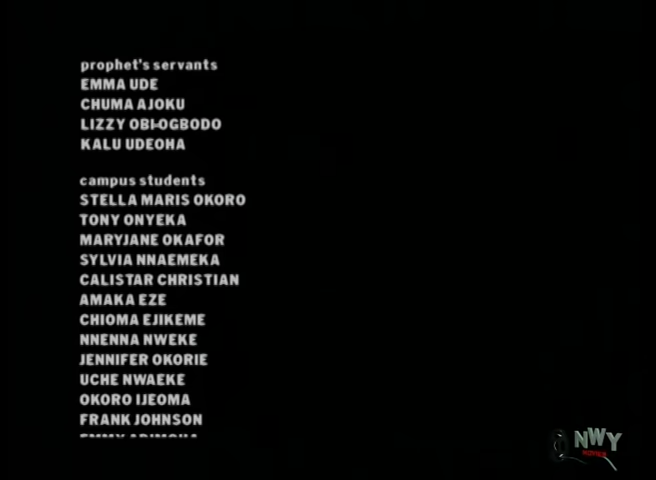 prophet's servants
EMMA UDE
CHUMA AJOKU
LIZZY OBI-OGBODO
KALU UDEOHA
campus students
STELLA MARIS OKORO
TONY ONYEKA
MARYJANE OKAFOR
SYLVIA NNAEMEKA
CALISTAR CHRISTIAN
AMAKA EZE
CHIOMA EJIKEME
NNENNA NWEKE
JENNIFER OKORIE
UCHE NWAEKE
OKORO IJEOMA
FRANK JOHNSON
NWY